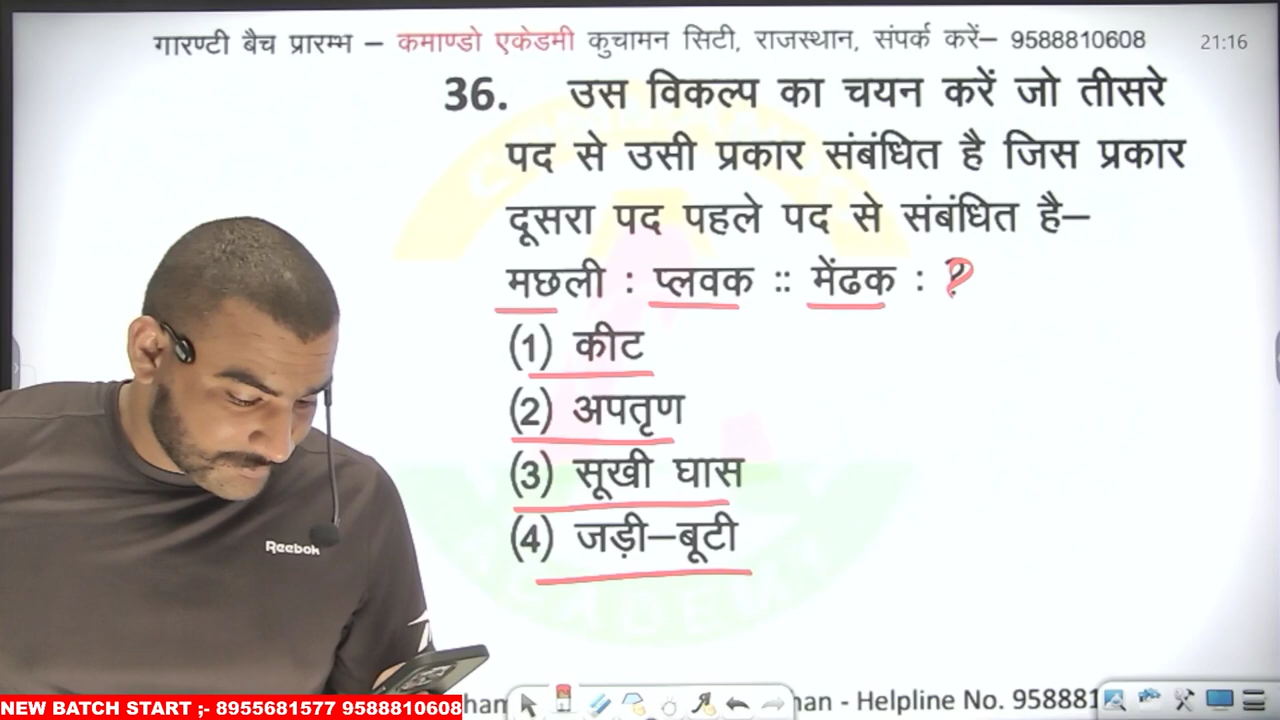 गारण्टी बैच प्रारम्भ – कमाण्डो एकेडमी कुचामन सिटी, राजस्थान, संपर्क करें– 9588810608
21:16
36. उस विकल्प का चयन करें जो तीसरे
पद से उसी प्रकार संबंधित है जिस प्रकार
दूसरा पद पहले पद से संबंधित है–
मछली : प्लवक :: मेंढक : ?
(1) कीट
(2) अपतृण
(3) सूखी घास
(4) जड़ी–बूटी
Reebok
NEW BATCH START ;- 8955681577 9588810608
nan - Helpline No. 958881